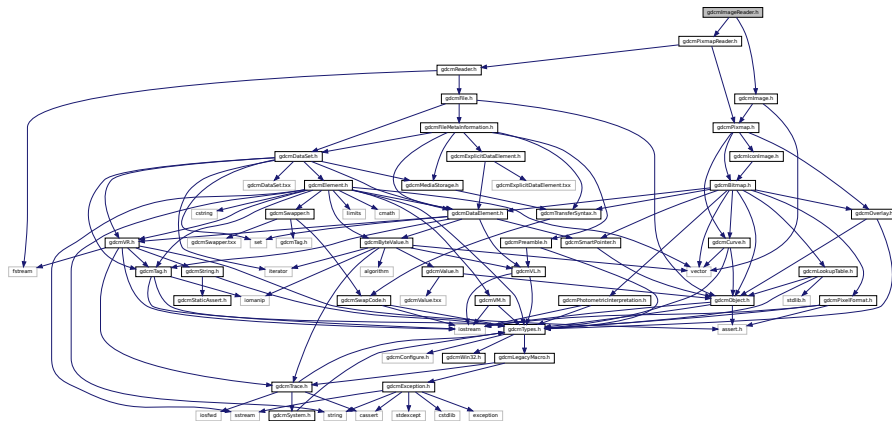 gdcmImageReader.h
gdcmPixmapReader.h
gdcmReader.h
gdcmFile.h
gdcmImage.h
gdcmFileMetaInformation.h
gdcmPixmap.h
gdcmDataSet.h
gdcmExplicitDataElement.h
gdcmIconImage.h
gdcmDataSet.txx
gdcmElement.h
gdcmMediaStorage.h
gdcmExplicitDataElement.txx
gdcmBitmap.h
cstring
gdcmSwapper.h
limits
cmath
gdcmDataElement.h
gdcmTransferSyntax.h
gdcmOverlay.h
gdcmVR.h
gdcmSwapper.txx
set
gdcmTag.h
gdcmByteValue.h
gdcmPreamble.h
gdcmSmartPointer.h
gdcmCurve.h
fstream
gdcmTag.h
gdcmString.h
iterator
algorithm
gdcmValue.h
gdcmVL.h
vector
gdcmLookupTable.h
gdcmStaticAssert.h
iomanip
gdcmSwapCode.h
gdcmValue.txx
gdcmVM.h
gdcmPhotometricInterpretation.h
gdcmObject.h
stdlib.h
gdcmPixelFormat.h
iostream
gdcmTypes.h
assert.h
gdcmConfigure.h
gdcmWin32.h
gdcmLegacyMacro.h
gdcmTrace.h
gdcmException.h
iosfwd
sstream
gdcmSystem.h
string
cassert
stdexcept
cstdlib
exception